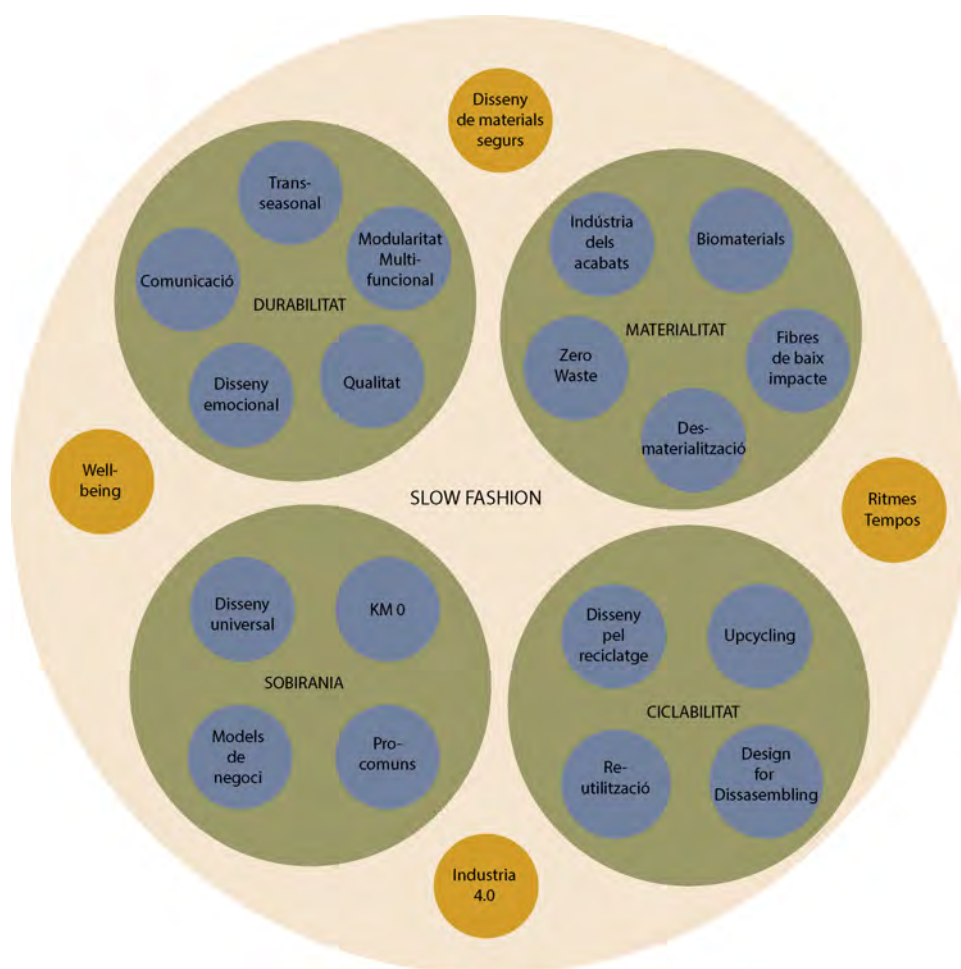 Disseny
de materials
segurs
Trans-
seasonal
Modularitat
Multi-
funcional
Comunicació
DURABILITAT
Disseny
emocional
Qualitat
Indústria
dels
acabats
Biomaterials
MATERIALITAT
Zero
Waste
Fibres
de baix
impacte
Des-
materialització
Well-
being
SLOW FASHION
Ritmes
Tempos
Disseny
universal
KM 0
SOBIRANIA
Models
de
negoci
Pro-
comuns
Disseny
pel
reciclatge
Upcycling
CICLABILITAT
Re-
utilització
Design
for
Dissasembling
Industria
4.0